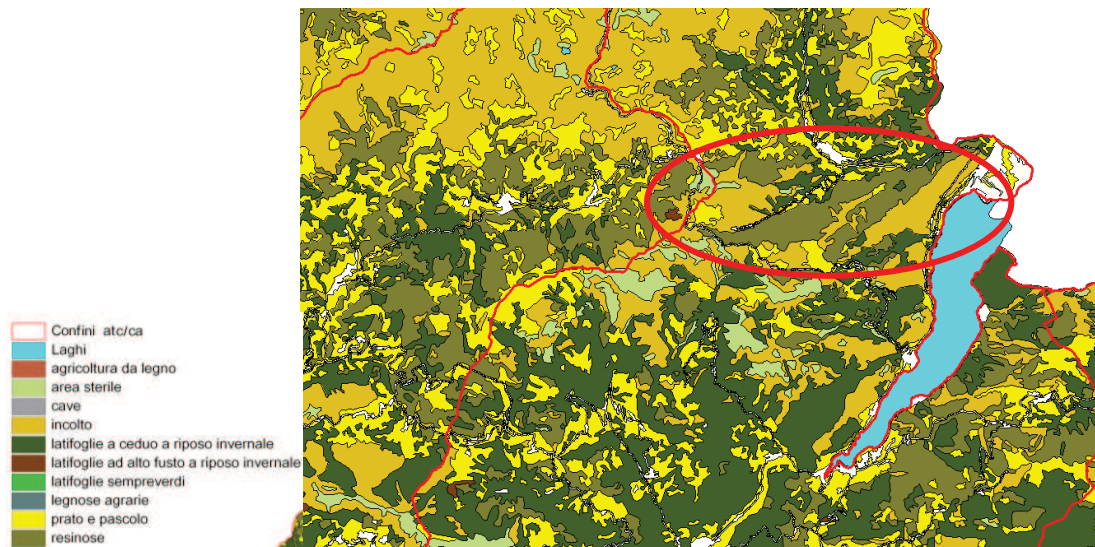 Confini atc/ca
Laghi
agricoltura da legno
area sterile
cave
incolto
latifoglie a ceduo a riposo invernale
latifoglie ad alto fusto a riposo invernale
latifoglie sempreverdi
legnose agrarie
prato e pascolo
resinose